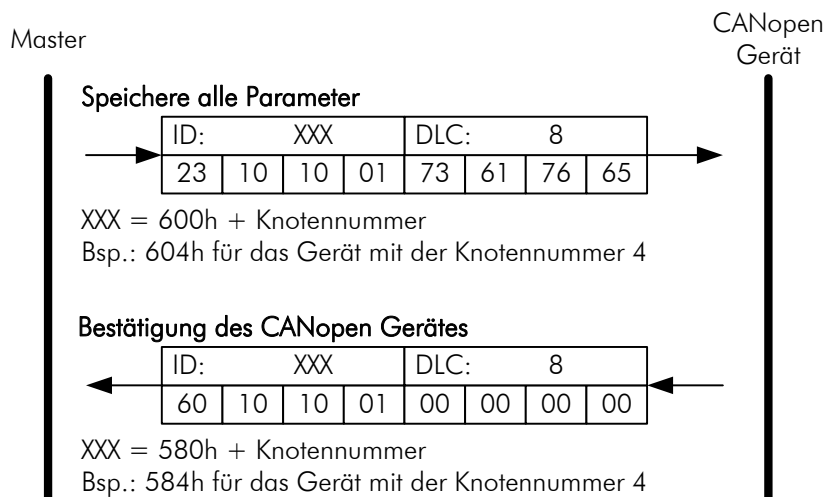 Master
CANopen
Gerät
Speichere alle Parameter
ID: XXX DLC: 8
23 10 10 01 73 61 76 65
XXX = 600h + Knotennummer
Bsp.: 604h für das Gerät mit der Knotennummer 4
Bestätigung des CANopen Gerätes
ID: XXX DLC: 8
60 10 10 01 00 00 00 00
XXX = 580h + Knotennummer
Bsp.: 584h für das Gerät mit der Knotennummer 4